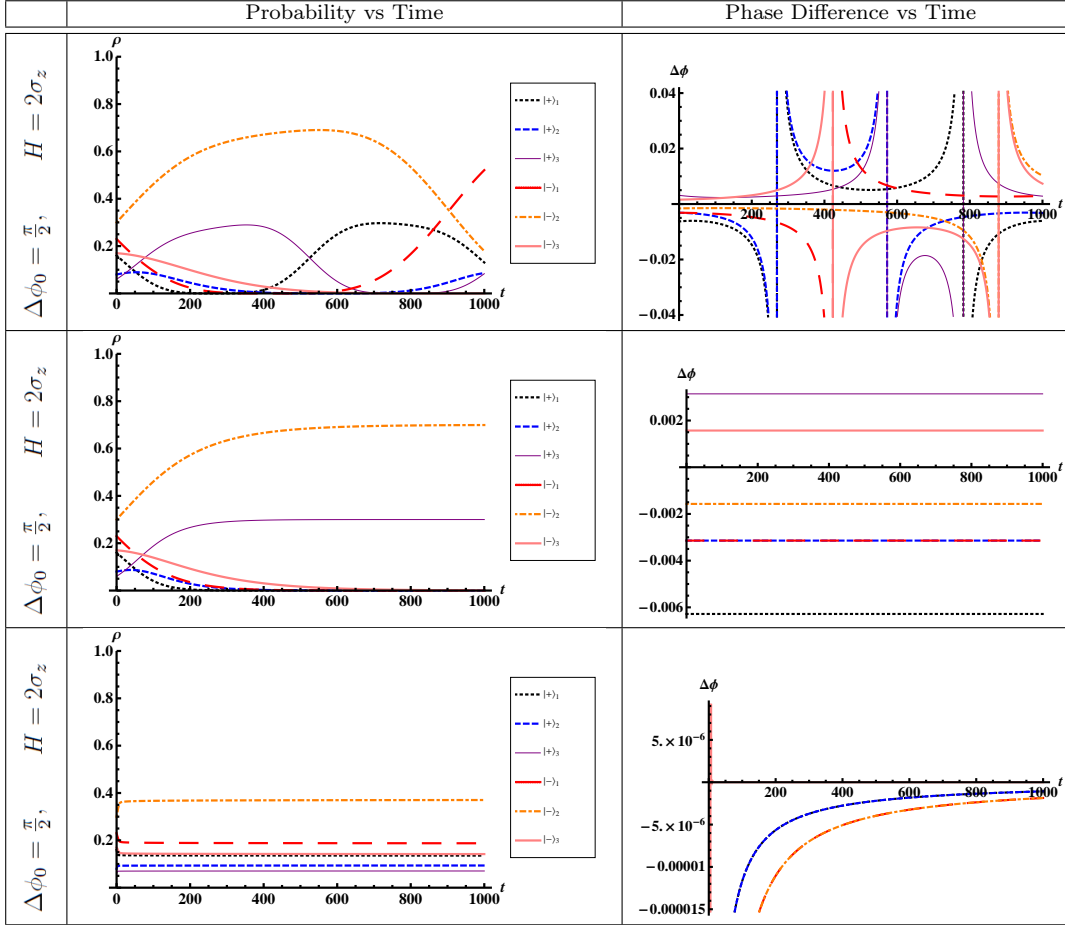 Probability vs Time Phase Difference vs Time
Δϕ₀ = π/2, H = 2σ_z
ρ
1.0
0.8
0.6
0.4
0.2
0 200 400 600 800 1000 t
|+⟩₁
|+⟩₂
|+⟩₃
|−⟩₁
|−⟩₂
|−⟩₃
Δϕ
0.04
0.02
200 400 600 800 1000 t
−0.02
−0.04
Δϕ₀ = π/2, H = 2σ_z
ρ
1.0
0.8
0.6
0.4
0.2
0 200 400 600 800 1000 t
|+⟩₁
|+⟩₂
|+⟩₃
|−⟩₁
|−⟩₂
|−⟩₃
Δϕ
0.002
200 400 600 800 1000 t
−0.002
−0.004
−0.006
Δϕ₀ = π/2, H = 2σ_z
ρ
1.0
0.8
0.6
0.4
0.2
0 200 400 600 800 1000 t
|+⟩₁
|+⟩₂
|+⟩₃
|−⟩₁
|−⟩₂
|−⟩₃
Δϕ
5.×10⁻⁶
200 400 600 800 1000 t
−5.×10⁻⁶
−0.00001
−0.000015